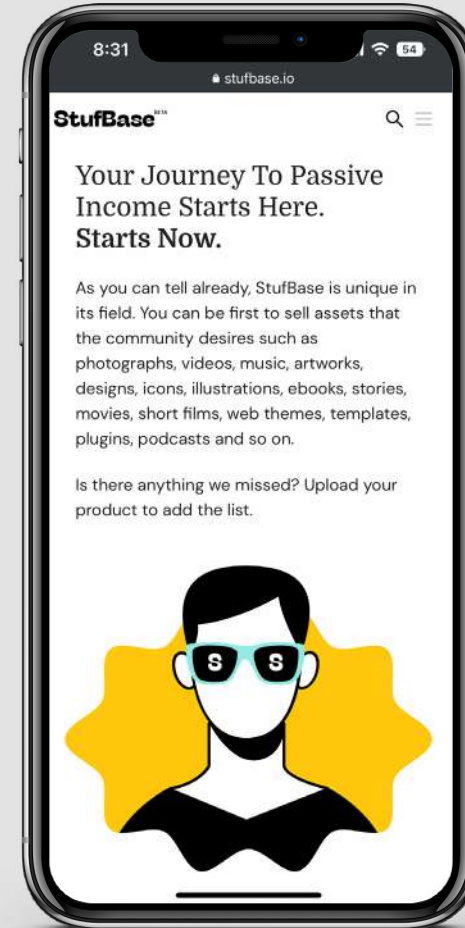 8:31
54
stufbase.io
StufBase BETA
Your Journey To Passive
Income Starts Here.
Starts Now.
As you can tell already, StufBase is unique in
its field. You can be first to sell assets that
the community desires such as
photographs, videos, music, artworks,
designs, icons, illustrations, ebooks, stories,
movies, short films, web themes, templates,
plugins, podcasts and so on.
Is there anything we missed? Upload your
product to add the list.
S S